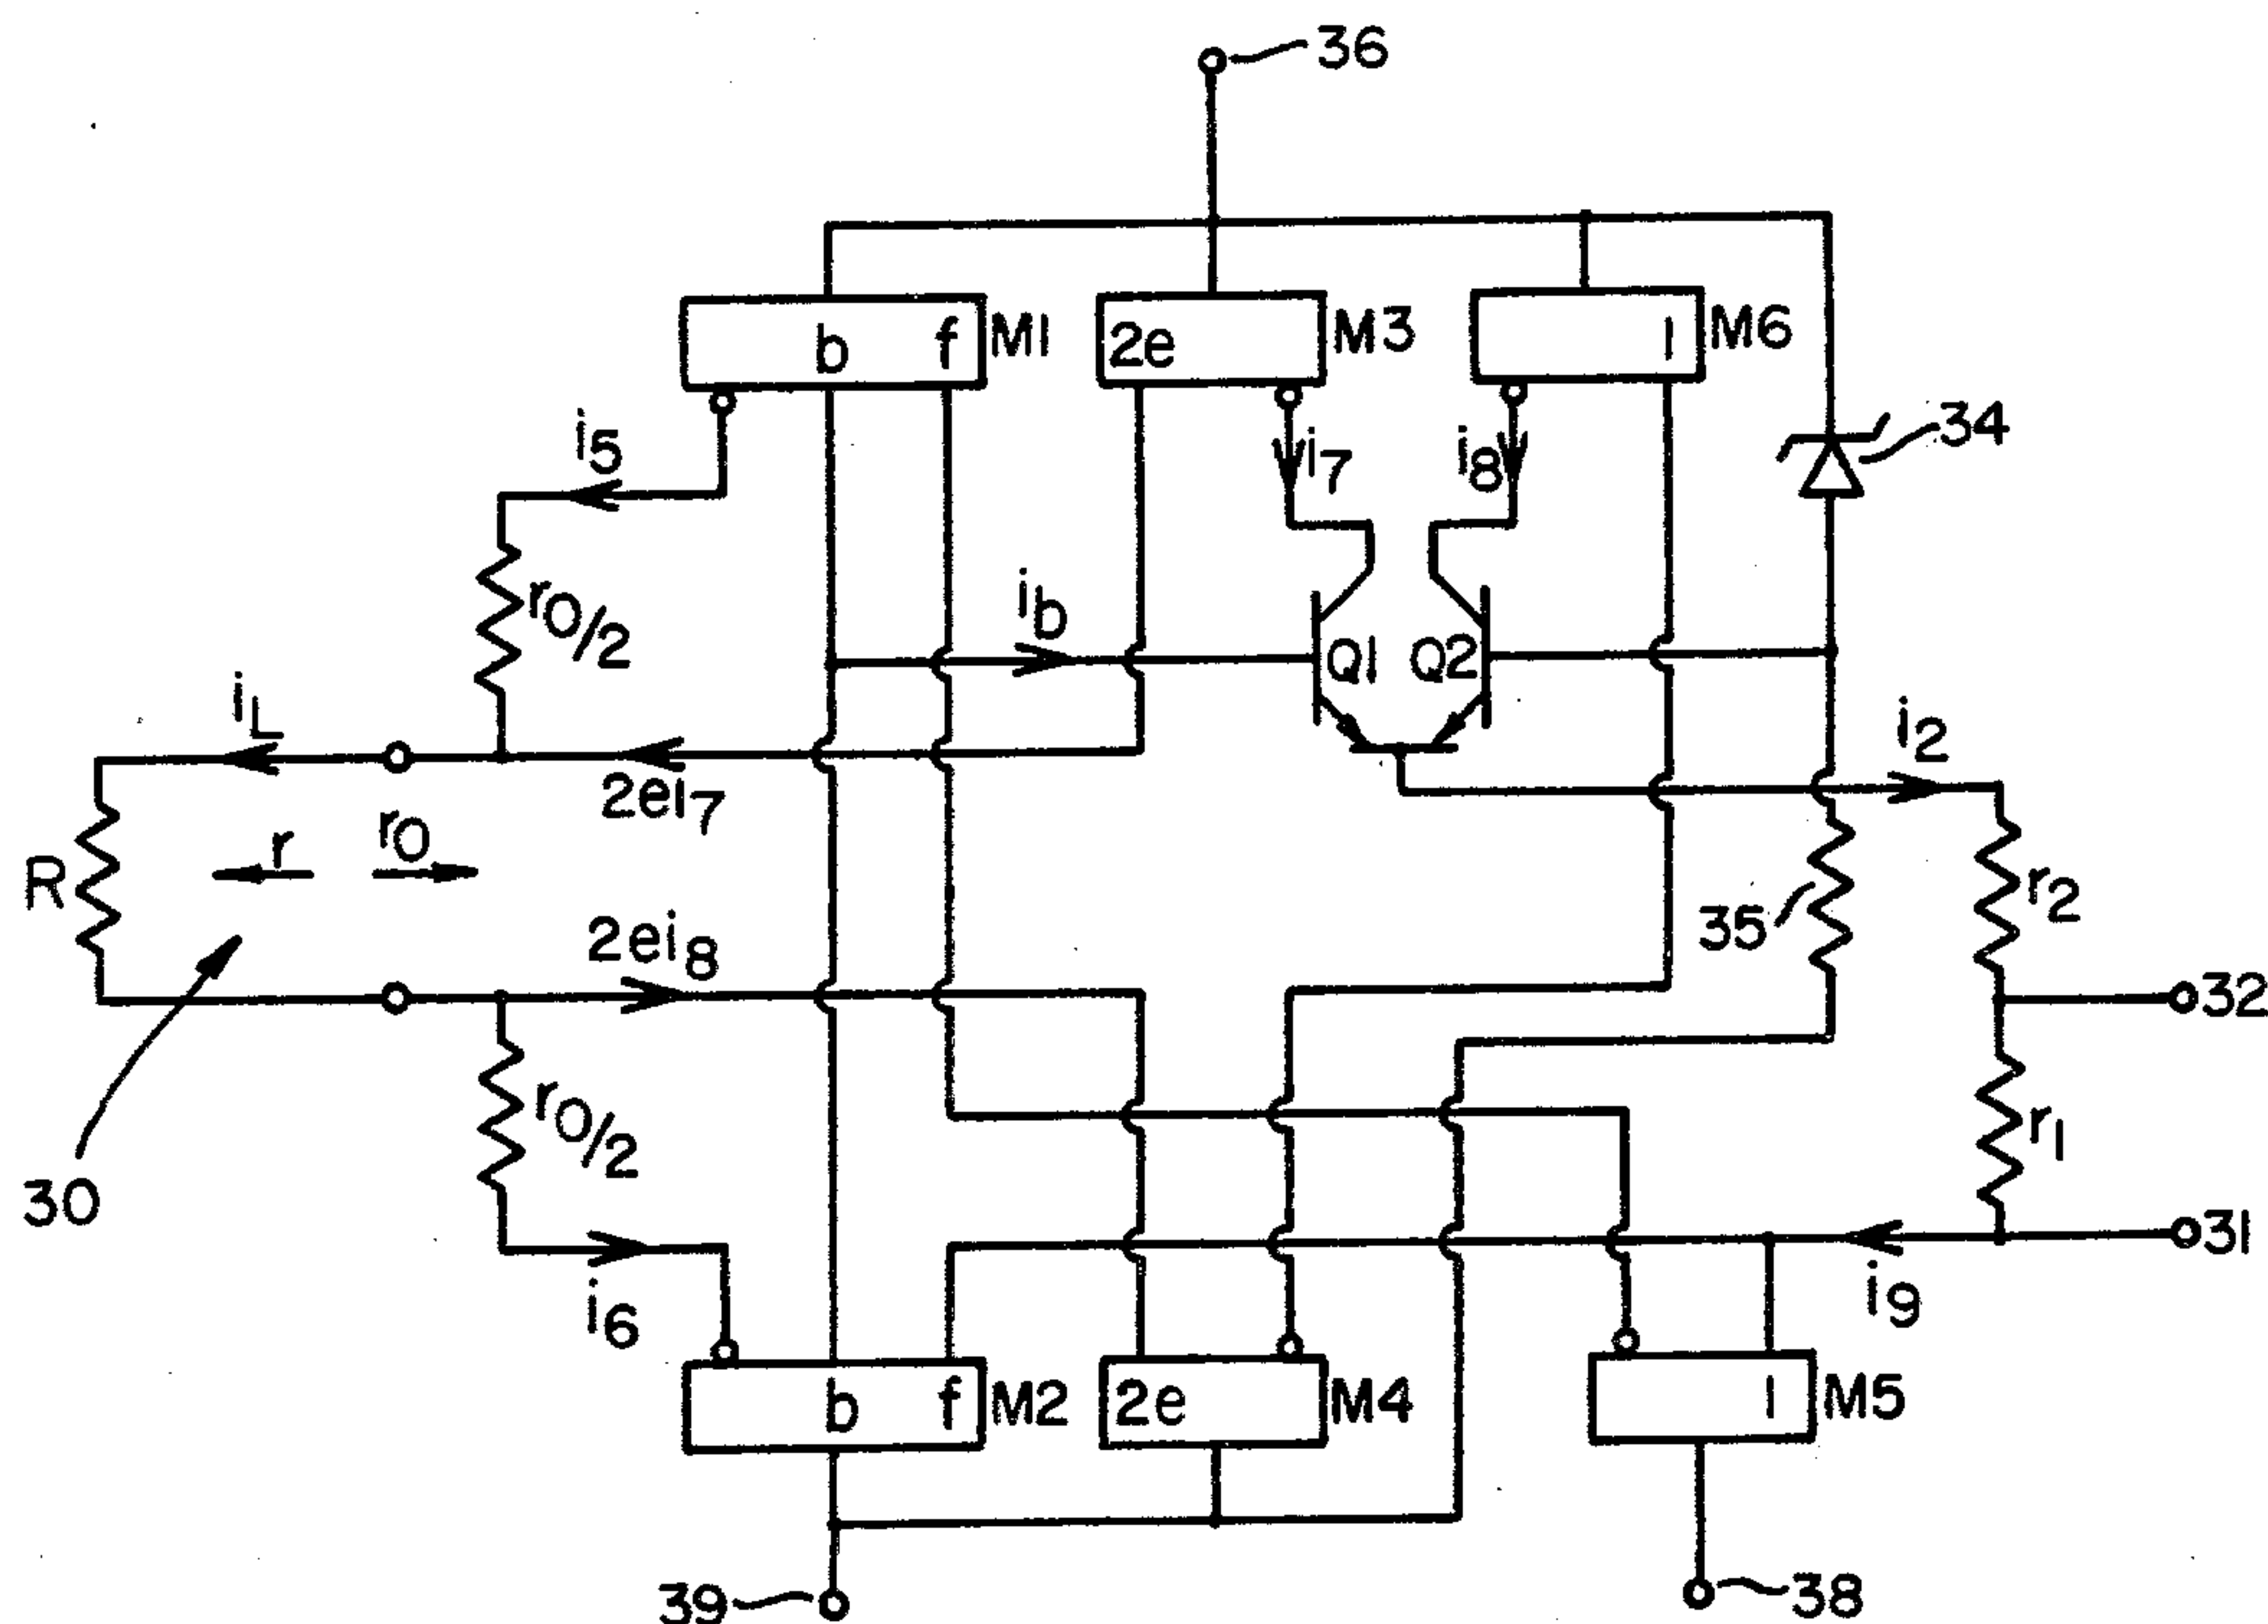 36
b f M1
2e M3
1 M6
i5
i7
i8
34
r0/2
ib
Q1 Q2
iL
i2
2ei7
r r0
R
r2
2ei8
35
32
r0/2
r1
30
31
i6
i9
b f M2
2e M4
1 M5
39
38